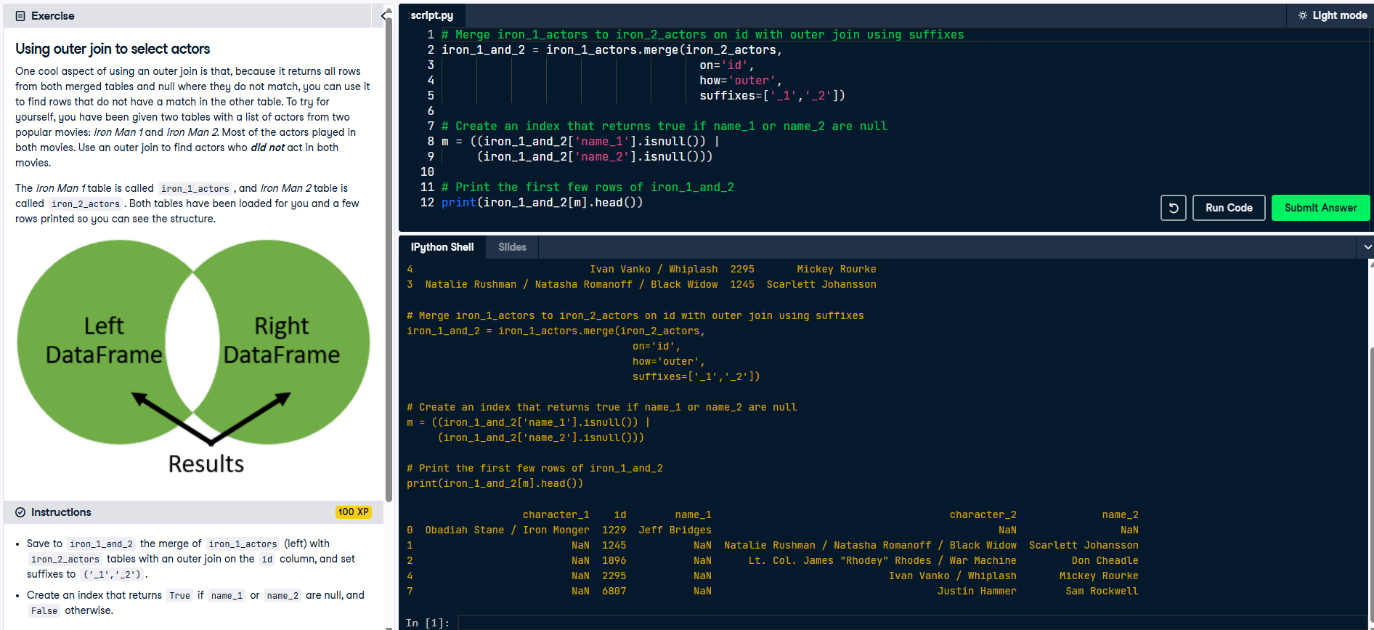 Exercise
Using outer join to select actors
One cool aspect of using an outer join is that, because it returns all rows
from both merged tables and null where they do not match, you can use it
to find rows that do not have a match in the other table. To try for
yourself, you have been given two tables with a list of actors from two
popular movies: Iron Man 1 and Iron Man 2. Most of the actors played in
both movies. Use an outer join to find actors who did not act in both
movies.
The Iron Man 1 table is called iron_1_actors , and Iron Man 2 table is
called iron_2_actors . Both tables have been loaded for you and a few
rows printed so you can see the structure.
Left
DataFrame
Right
DataFrame
Results
Instructions
100 XP
• Save to iron_1_and_2 the merge of iron_1_actors (left) with
iron_2_actors tables with an outer join on the id column, and set
suffixes to ('_1','_2') .
• Create an index that returns True if name_1 or name_2 are null, and
False otherwise.
script.py
Light mode
1 # Merge iron_1_actors to iron_2_actors on id with outer join using suffixes
2 iron_1_and_2 = iron_1_actors.merge(iron_2_actors,
3 on='id',
4 how='outer',
5 suffixes=['_1','_2'])
6
7 # Create an index that returns true if name_1 or name_2 are null
8 m = ((iron_1_and_2['name_1'].isnull()) |
9 (iron_1_and_2['name_2'].isnull()))
10
11 # Print the first few rows of iron_1_and_2
12 print(iron_1_and_2[m].head())
Run Code
Submit Answer
IPython Shell
Slides
4 Ivan Vanko / Whiplash 2295 Mickey Rourke
3 Natalie Rushman / Natasha Romanoff / Black Widow 1245 Scarlett Johansson
# Merge iron_1_actors to iron_2_actors on id with outer join using suffixes
iron_1_and_2 = iron_1_actors.merge(iron_2_actors,
on='id',
how='outer',
suffixes=['_1','_2'])
# Create an index that returns true if name_1 or name_2 are null
m = ((iron_1_and_2['name_1'].isnull()) |
(iron_1_and_2['name_2'].isnull()))
# Print the first few rows of iron_1_and_2
print(iron_1_and_2[m].head())
character_1 id name_1 character_2 name_2
0 Obadiah Stane / Iron Monger 1229 Jeff Bridges NaN NaN
1 NaN 1245 NaN Natalie Rushman / Natasha Romanoff / Black Widow Scarlett Johansson
2 NaN 1896 NaN Lt. Col. James "Rhodey" Rhodes / War Machine Don Cheadle
4 NaN 2295 NaN Ivan Vanko / Whiplash Mickey Rourke
7 NaN 6807 NaN Justin Hammer Sam Rockwell
In [1]: